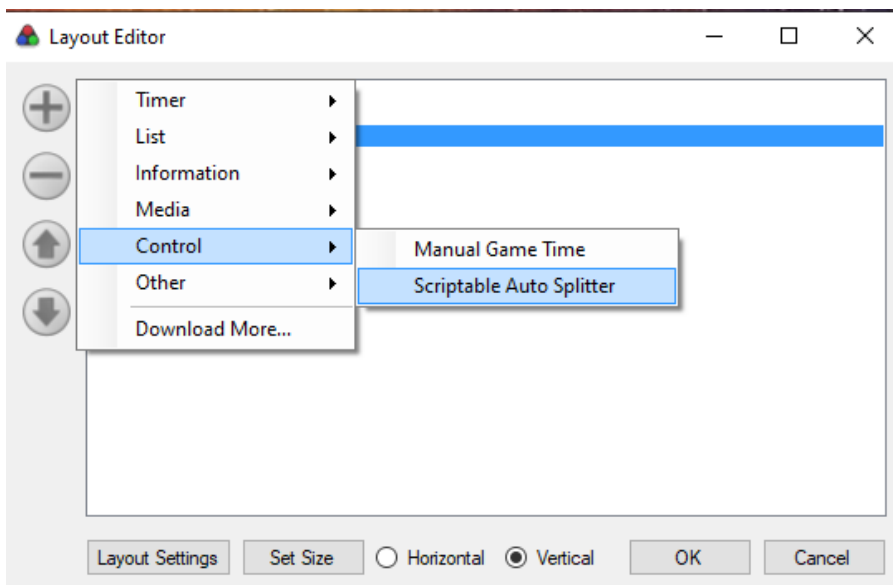 Layout Editor
Timer
List
Information
Media
Control
Manual Game Time
Other
Scriptable Auto Splitter
Download More...
Layout Settings
Set Size
Horizontal
Vertical
OK
Cancel